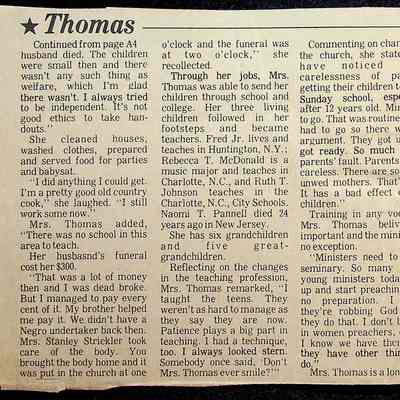 ★ Thomas
Continued from page A4
husband died. The children
were small then and there
wasn't any such thing as
welfare, which I'm glad
there wasn't. I always tried
to be independent. It's not
good ethics to take hand-
outs."
She cleaned houses,
washed clothes, prepared
and served food for parties
and babysat.
"I did anything I could get.
I'm a pretty good old country
cook," she laughed. "I still
work some now."
Mrs. Thomas added,
"There was no school in this
area to teach.
Her husbasnd's funeral
cost her $300.
"That was a lot of money
then and I was dead broke.
But I managed to pay every
cent of it. My brother helped
me pay it. We didn't have a
Negro undertaker back then.
Mrs. Stanley Strickler took
care of the body. You
brought the body home and it
was put in the church at one
o'clock and the funeral was
at two o'clock," she
recollected.
Through her jobs, Mrs.
Thomas was able to send her
children through school and
college. Her three living
children followed in her
footsteps and became
teachers. Fred Jr. lives and
teaches in Huntington, N.Y.;
Rebecca T. McDonald is a
music major and teaches in
Charlotte, N.C., and Ruth T.
Johnson teaches in the
Charlotte, N.C., City Schools.
Naomi T. Pannell died 24
years ago in New Jersey.
She has six grandchildren
and five great-
grandchildren.
Reflecting on the changes
in the teaching profession,
Mrs. Thomas remarked, "I
taught the teens. They
weren't as hard to manage as
they say they are now.
Patience plays a big part in
teaching. I had a technique,
too. I always looked stern.
Somebody once said, 'Don't
Mrs. Thomas ever smile?'"
Commenting on chan
the church, she state
have noticed
carelessness of pa
getting their children to
Sunday school, espe
after 12 years old. Min
to go. That was routine
had to go so there w
argument. They got u
got ready. So much
parents' fault. Parents
careless. There are so
unwed mothers. That'
It has a bad effect o
children."
Training in any voc
Mrs. Thomas belie
important and the mini
no exception.
"Ministers need to
seminary. So many
young ministers today
up and start preaching
no preparation. I
they're robbing God
they do that. I don't b
in women preachers,
I know we have the
they have other thin
do,"
Mrs. Thomas is a lon